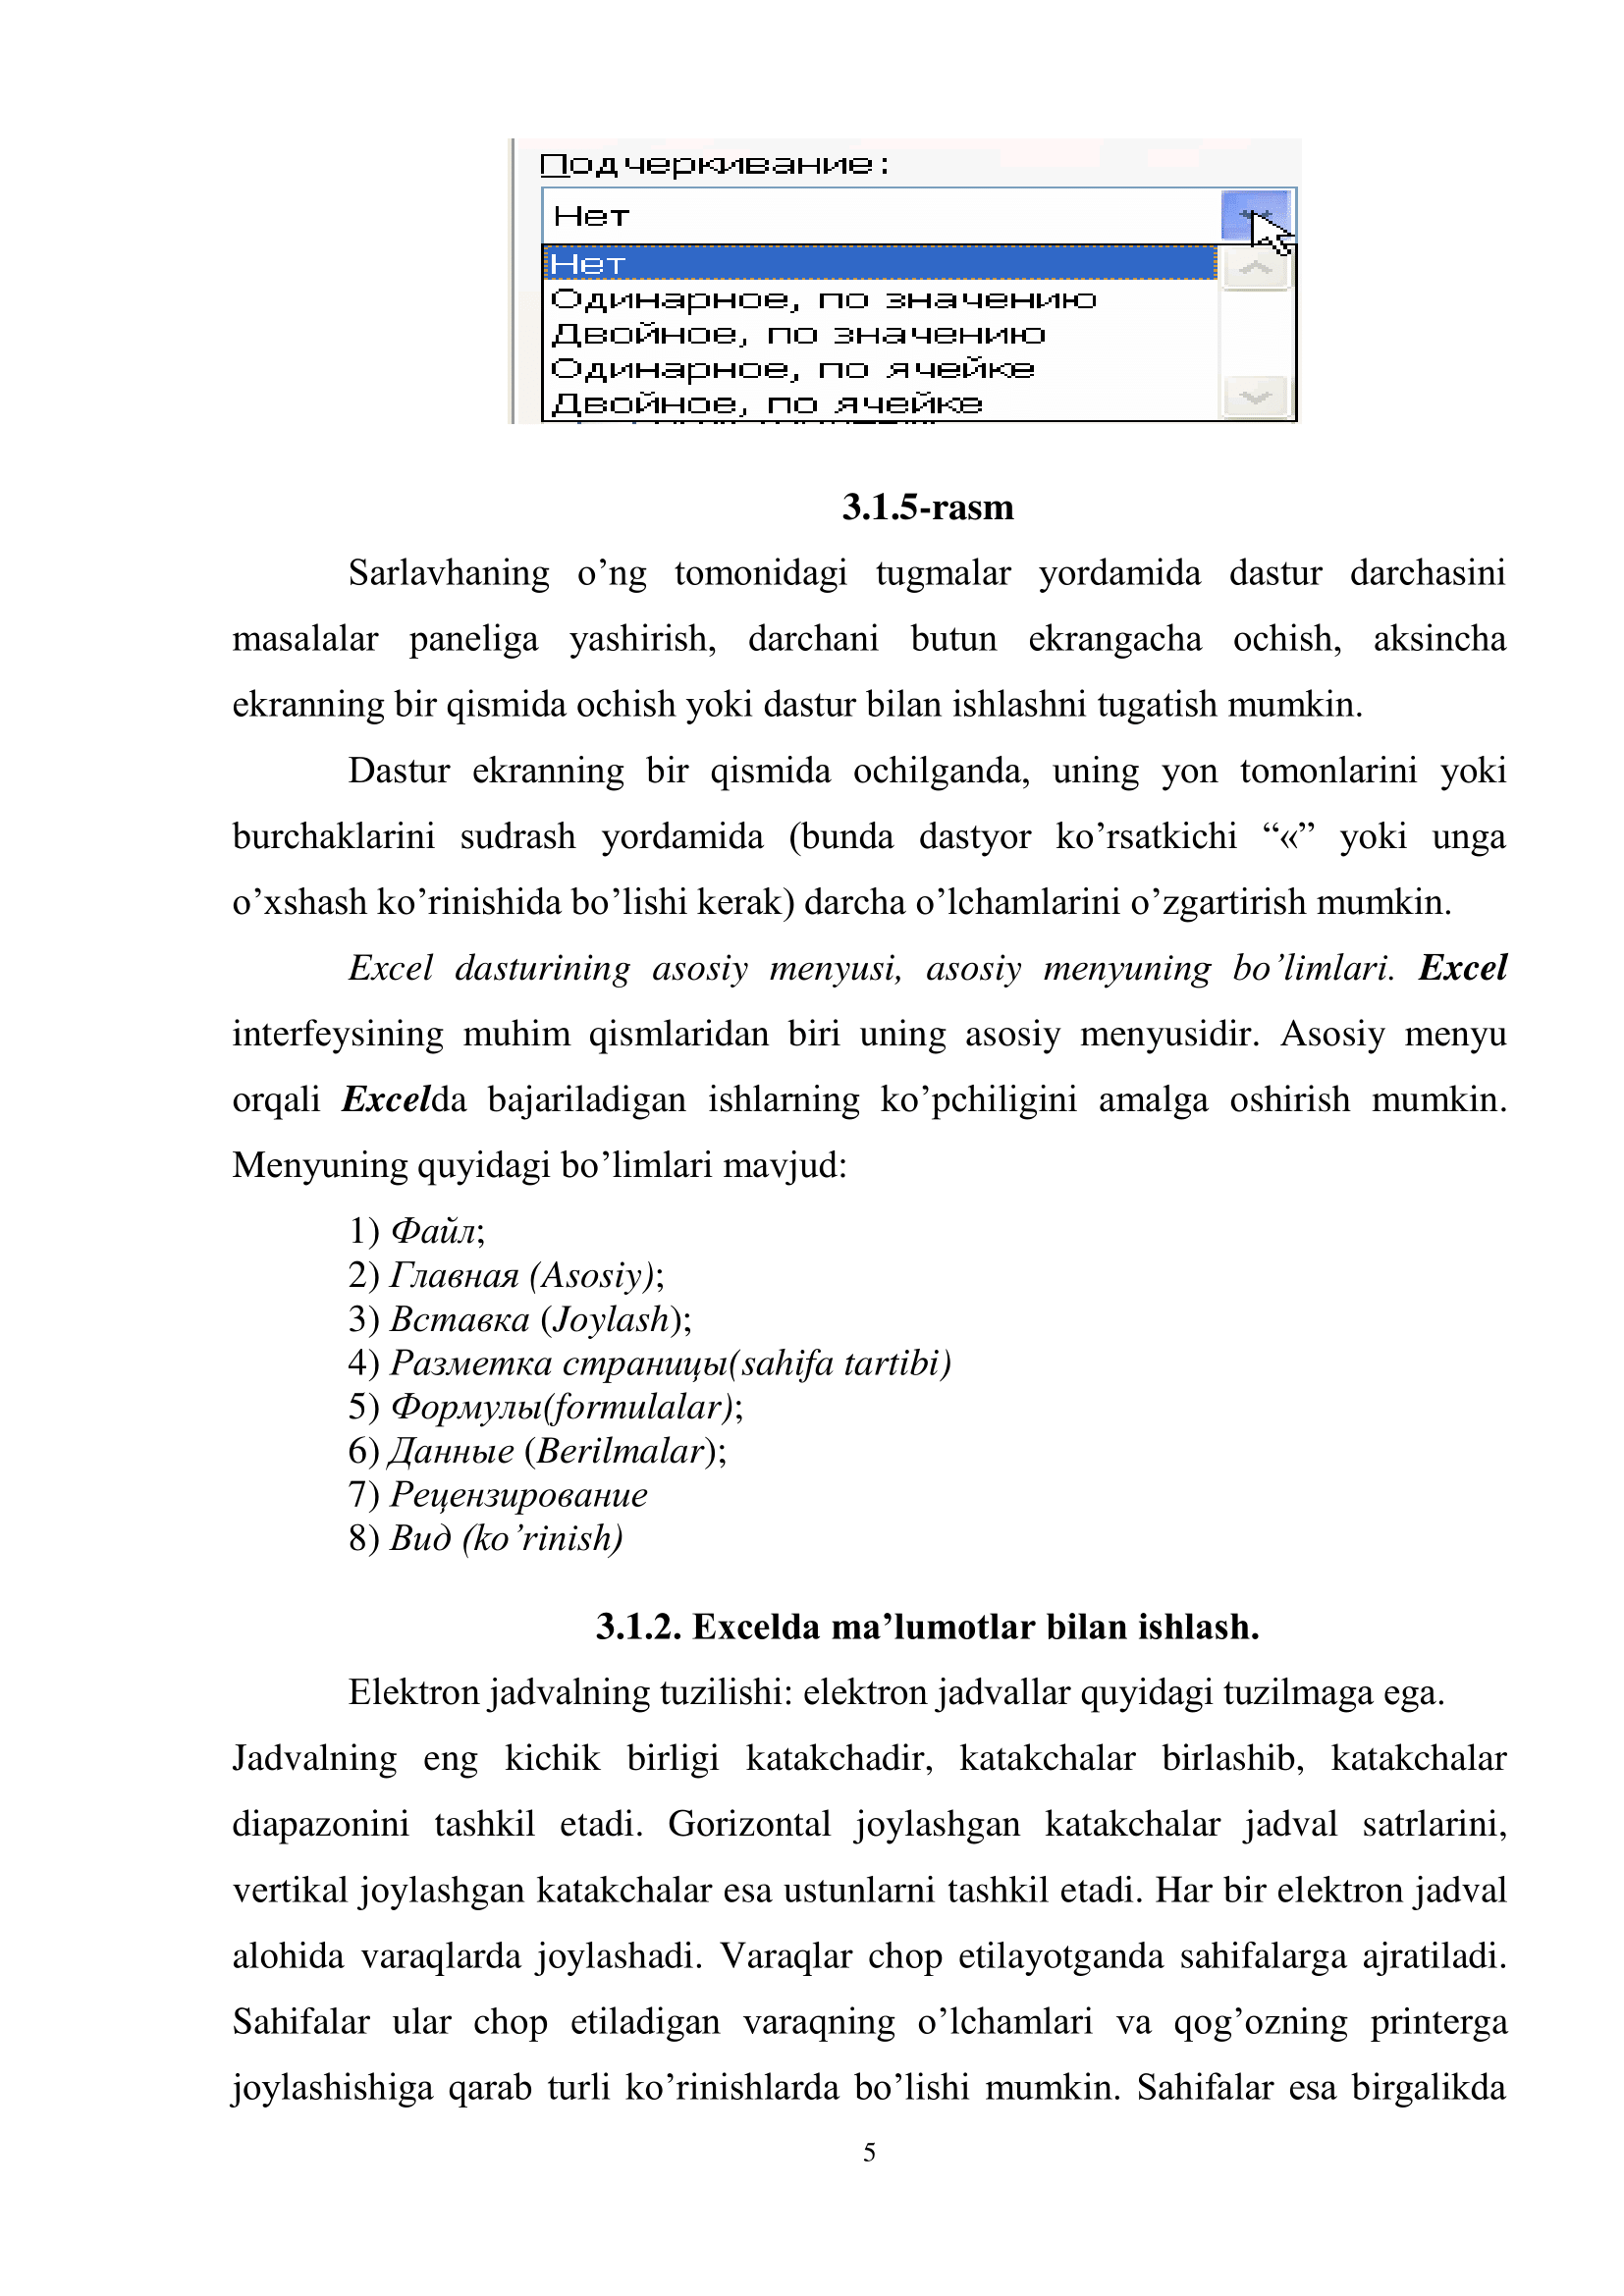 Подчеркивание:
Нет
Нет
Одинарное, по значению
Двойное, по значению
Одинарное, по ячейке
Двойное, по ячейке
3.1.5-rasm
Sarlavhaning o’ng tomonidagi tugmalar yordamida dastur darchasini
masalalar paneliga yashirish, darchani butun ekrangacha ochish, aksincha
ekranning bir qismida ochish yoki dastur bilan ishlashni tugatish mumkin.
Dastur ekranning bir qismida ochilganda, uning yon tomonlarini yoki
burchaklarini sudrash yordamida (bunda dastyor ko’rsatkichi “«” yoki unga
o’xshash ko’rinishida bo’lishi kerak) darcha o’lchamlarini o’zgartirish mumkin.
Excel dasturining asosiy menyusi, asosiy menyuning bo’limlari. Excel
interfeysining muhim qismlaridan biri uning asosiy menyusidir. Asosiy menyu
orqali Excelda bajariladigan ishlarning ko’pchiligini amalga oshirish mumkin.
Menyuning quyidagi bo’limlari mavjud:
1) Файл;
2) Главная (Asosiy);
3) Вставка (Joylash);
4) Разметка страницы(sahifa tartibi)
5) Формулы(formulalar);
6) Данные (Berilmalar);
7) Рецензирование
8) Вид (ko’rinish)
3.1.2. Excelda ma’lumotlar bilan ishlash.
Elektron jadvalning tuzilishi: elektron jadvallar quyidagi tuzilmaga ega.
Jadvalning eng kichik birligi katakchadir, katakchalar birlashib, katakchalar
diapazonini tashkil etadi. Gorizontal joylashgan katakchalar jadval satrlarini,
vertikal joylashgan katakchalar esa ustunlarni tashkil etadi. Har bir elektron jadval
alohida varaqlarda joylashadi. Varaqlar chop etilayotganda sahifalarga ajratiladi.
Sahifalar ular chop etiladigan varaqning o’lchamlari va qog’ozning printerga
joylashishiga qarab turli ko’rinishlarda bo’lishi mumkin. Sahifalar esa birgalikda
5